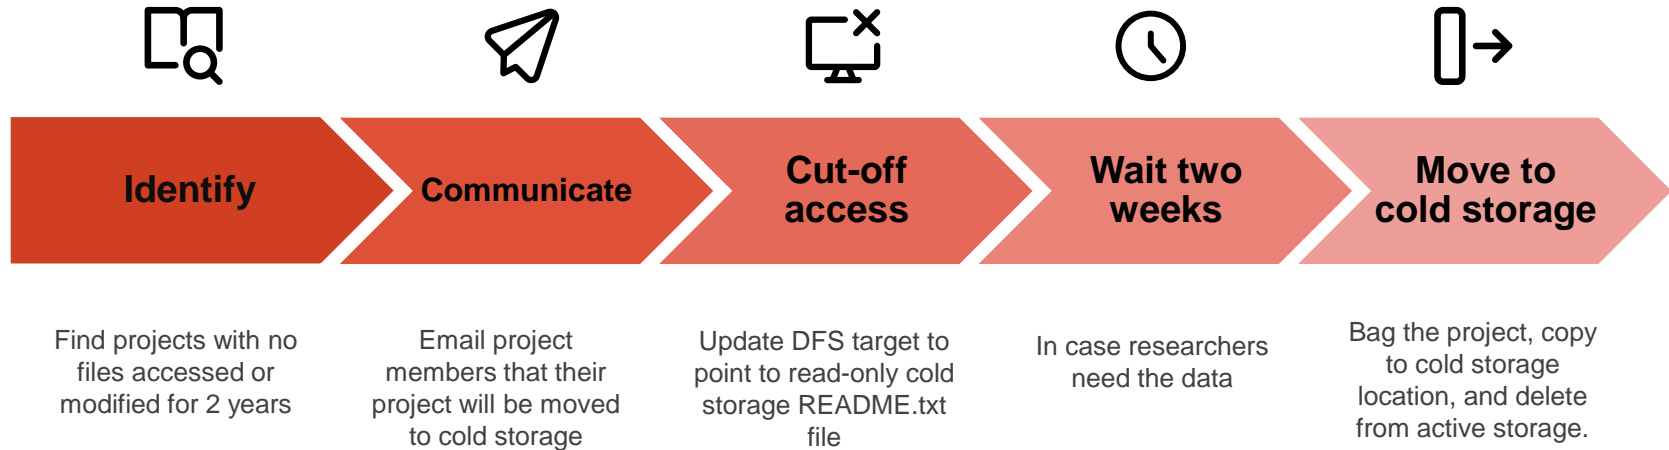 Identify
Communicate
Cut-off
access
Wait two
weeks
Move to
cold storage
Find projects with no
files accessed or
modified for 2 years
Email project
members that their
project will be moved
to cold storage
Update DFS target to
point to read-only cold
storage README.txt
file
In case researchers
need the data
Bag the project, copy
to cold storage
location, and delete
from active storage.